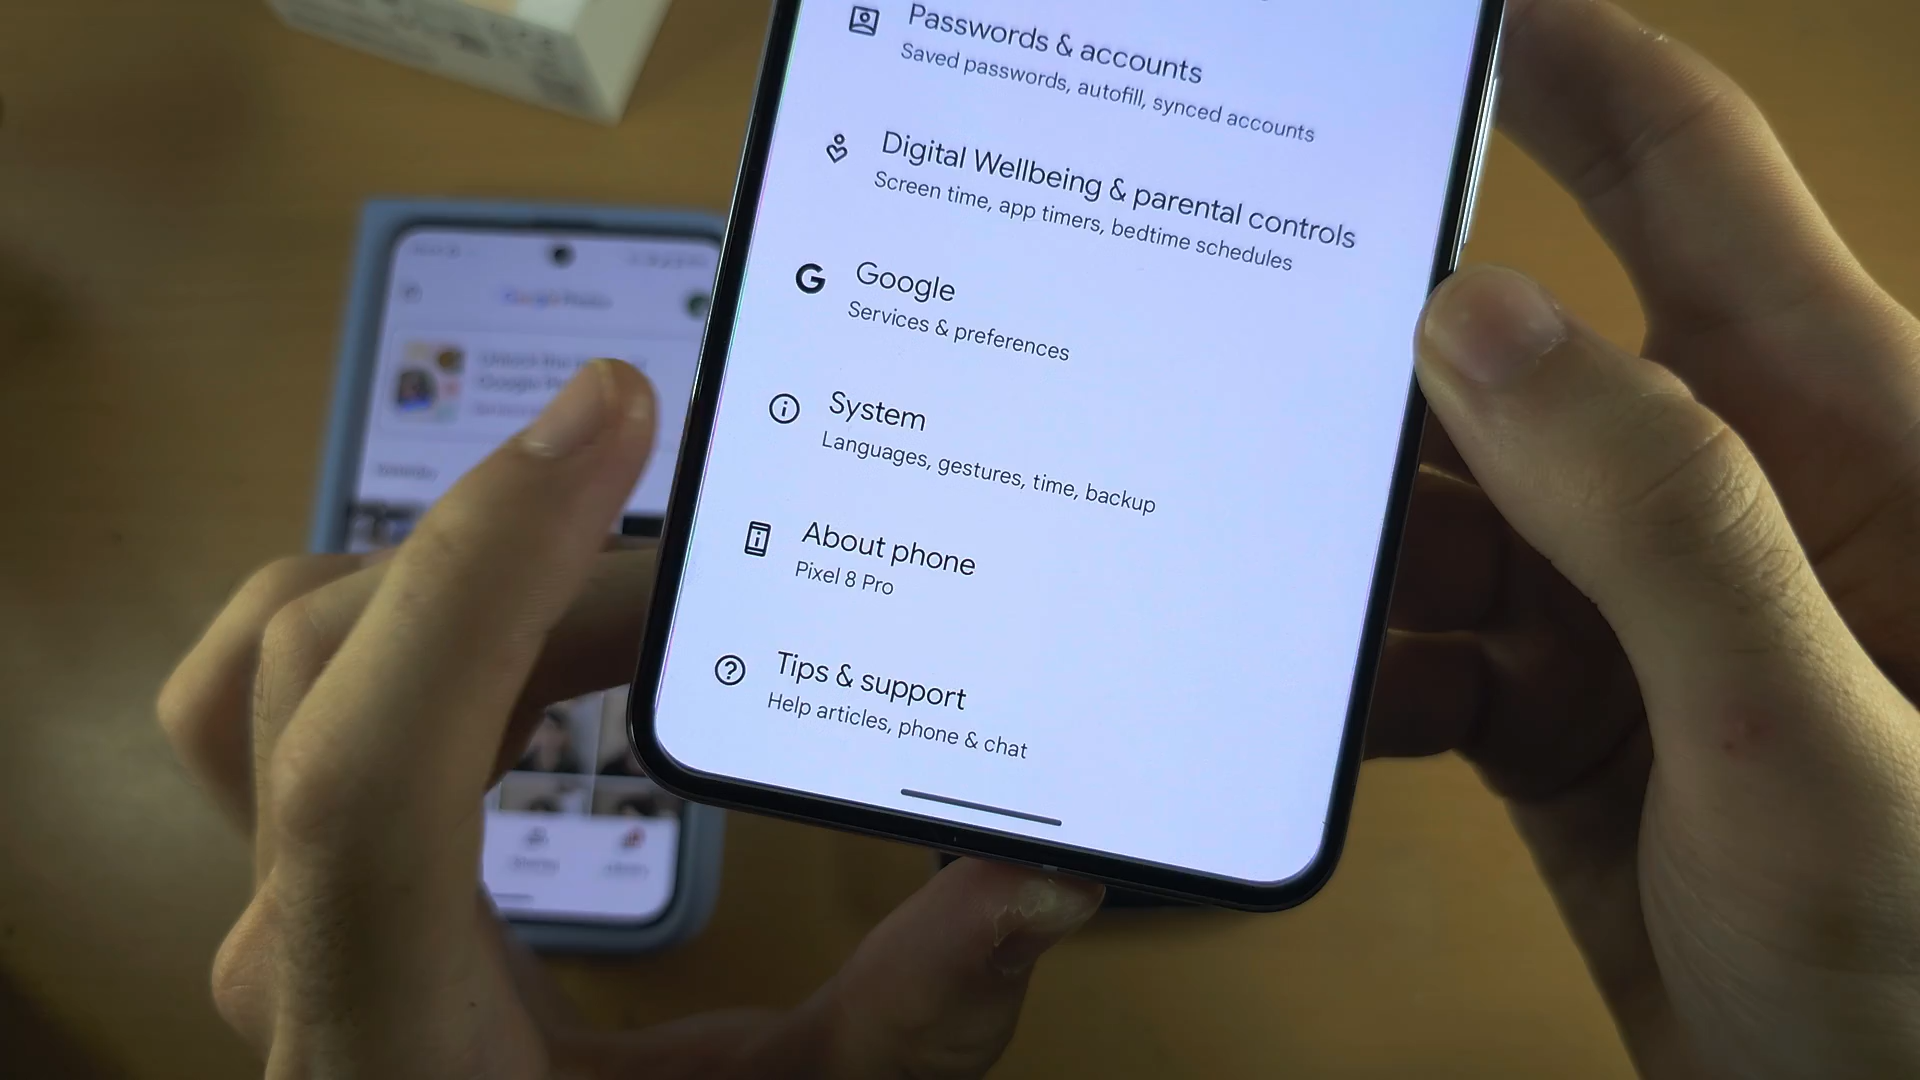 Passwords & accounts
Saved passwords, autofill, synced accounts
Digital Wellbeing & parental controls
Screen time, app timers, bedtime schedules
G Google
Services & preferences
System
Languages, gestures, time, backup
About phone
Pixel 8 Pro
Tips & support
Help articles, phone & chat
Google